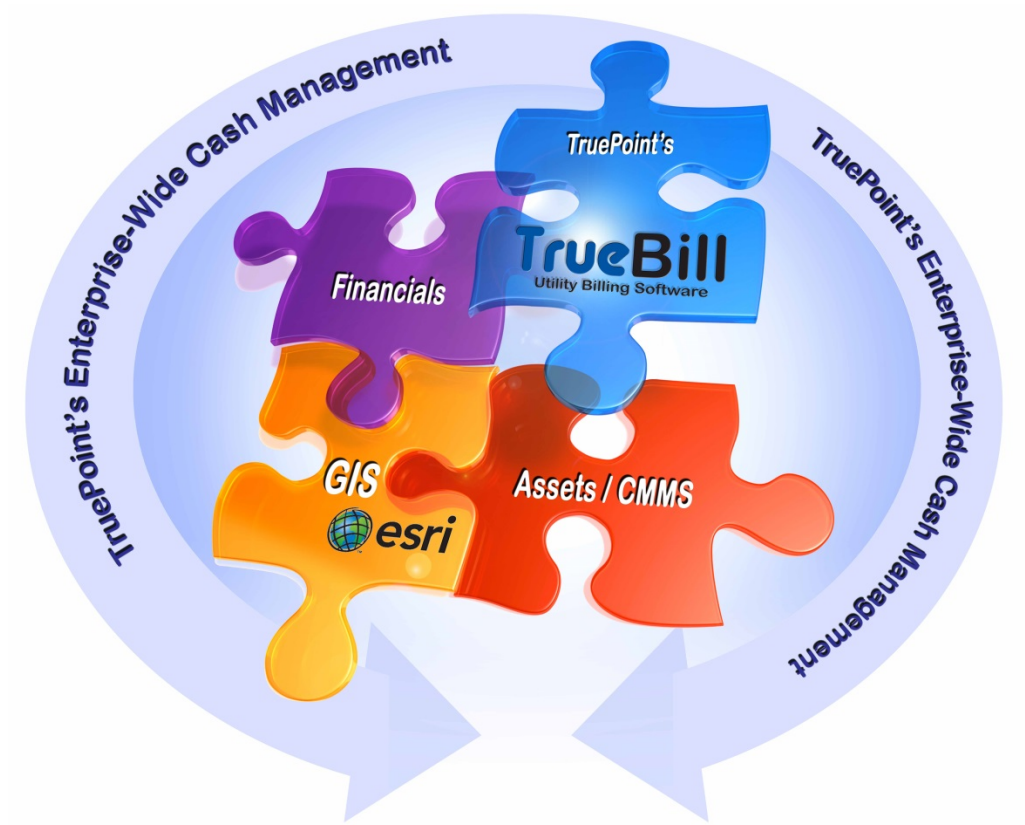 TruePoint's Enterprise-Wide Cash Management
TruePoint's Enterprise-Wide Cash Management
TruePoint's
TrueBill
Utility Billing Software
Financials
GIS
esri
Assets / CMMS